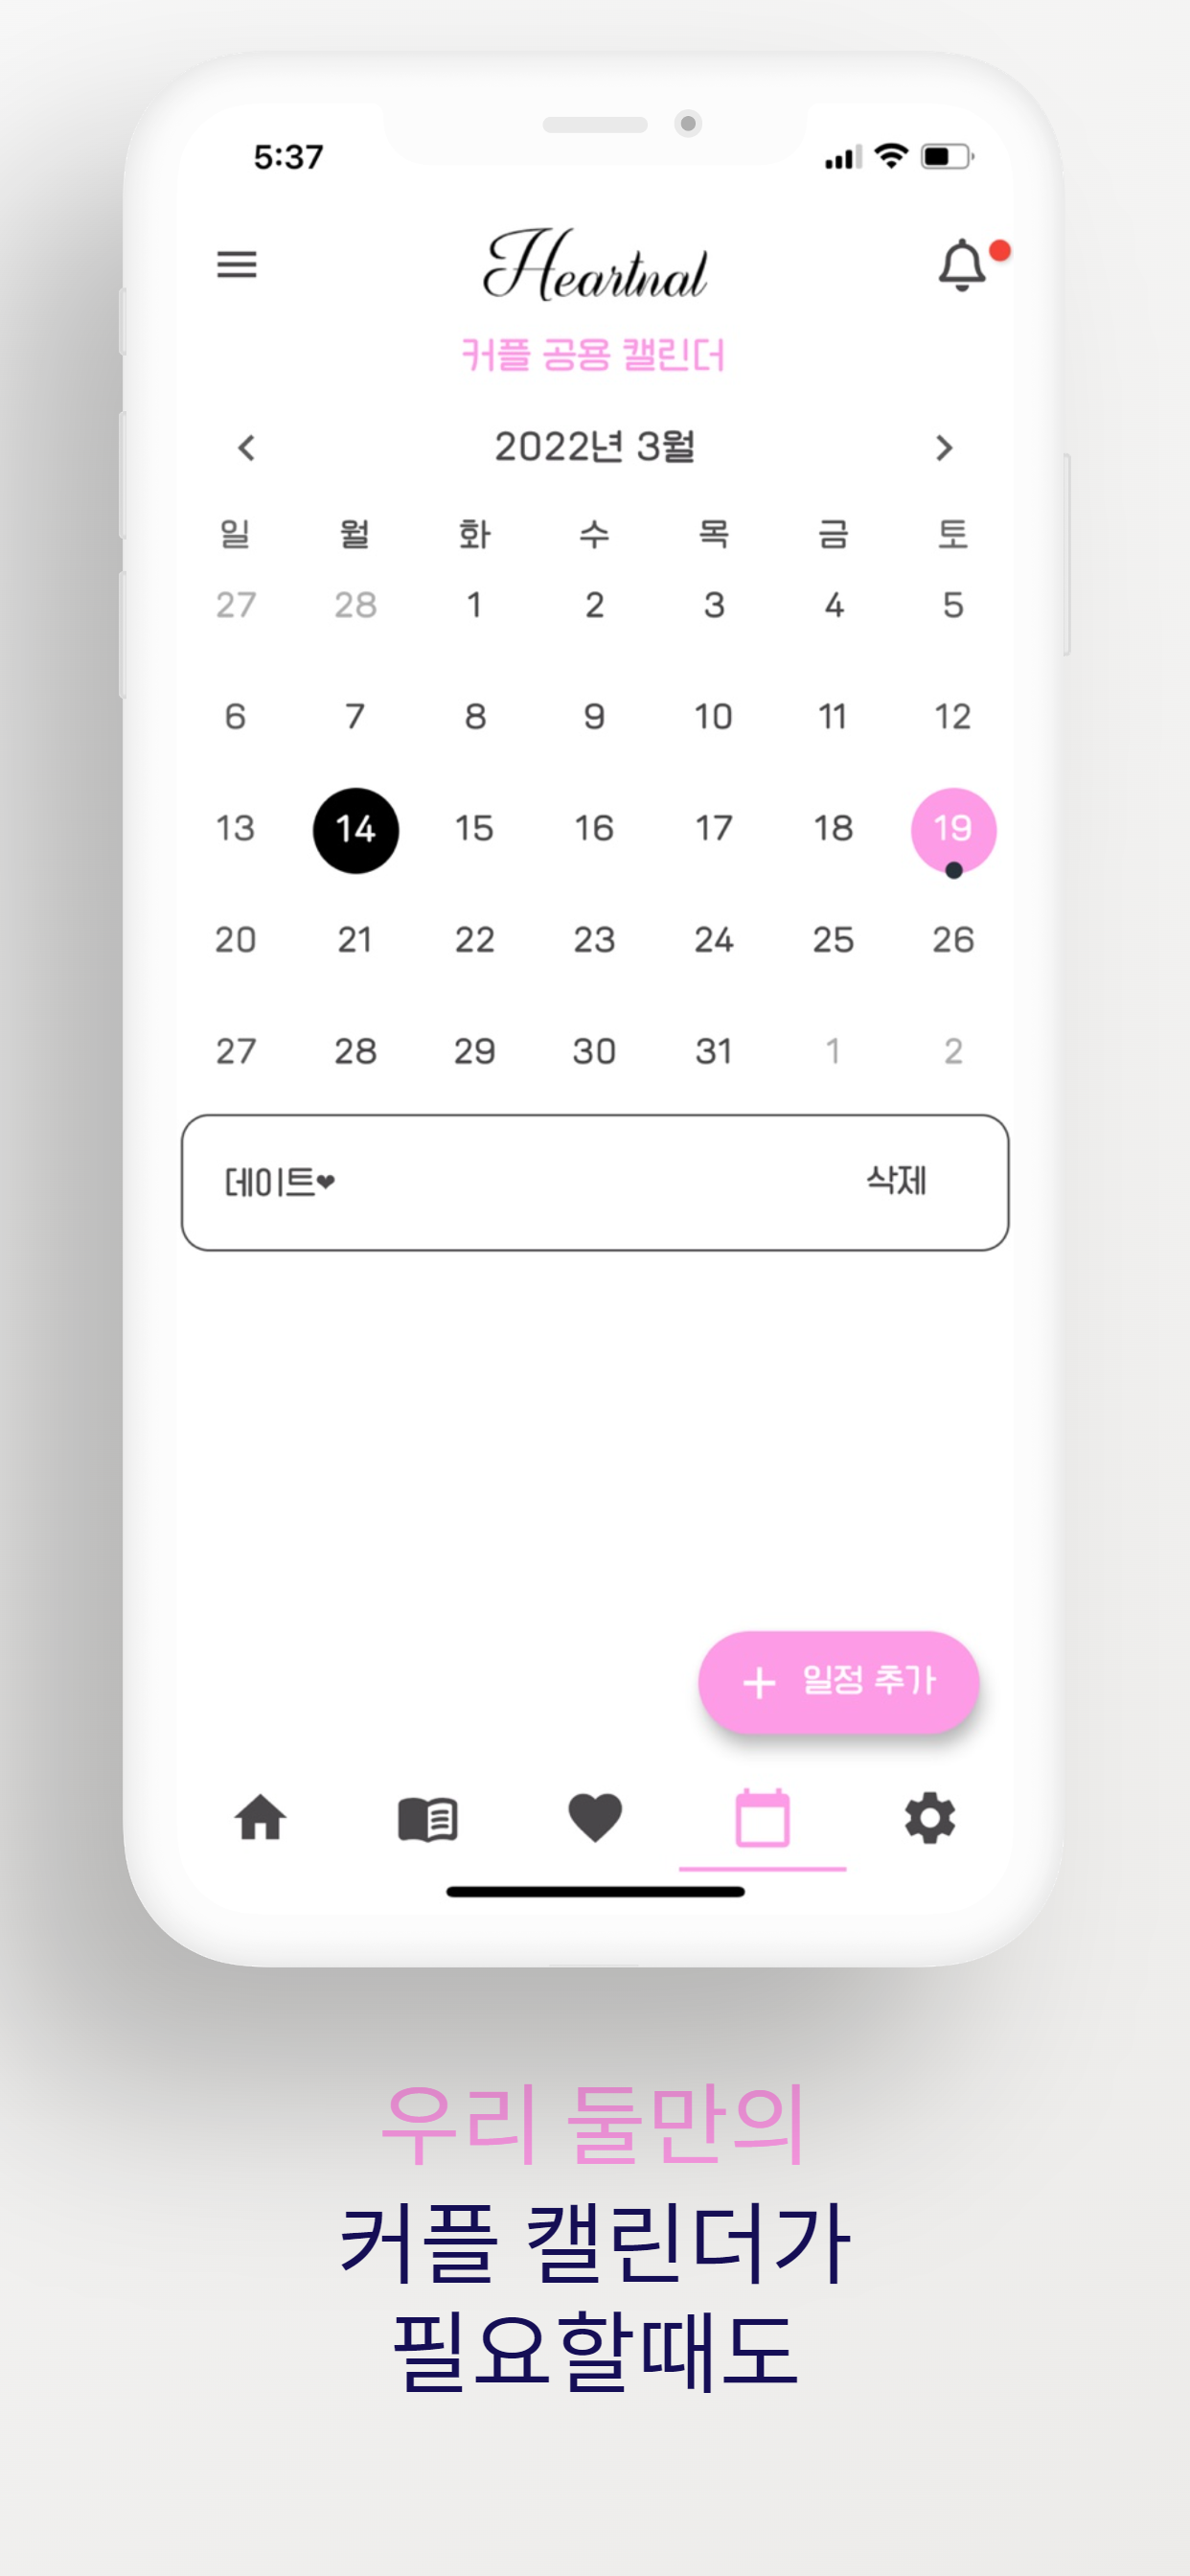 5:37
Heartnal
커플 공용 캘린더
2022년 3월
일 월 화 수 목 금 토
27 28 1 2 3 4 5
6 7 8 9 10 11 12
13 14 15 16 17 18 19
20 21 22 23 24 25 26
27 28 29 30 31 1 2
데이트❤ 삭제
+ 일정 추가
우리 둘만의
커플 캘린더가
필요할때도